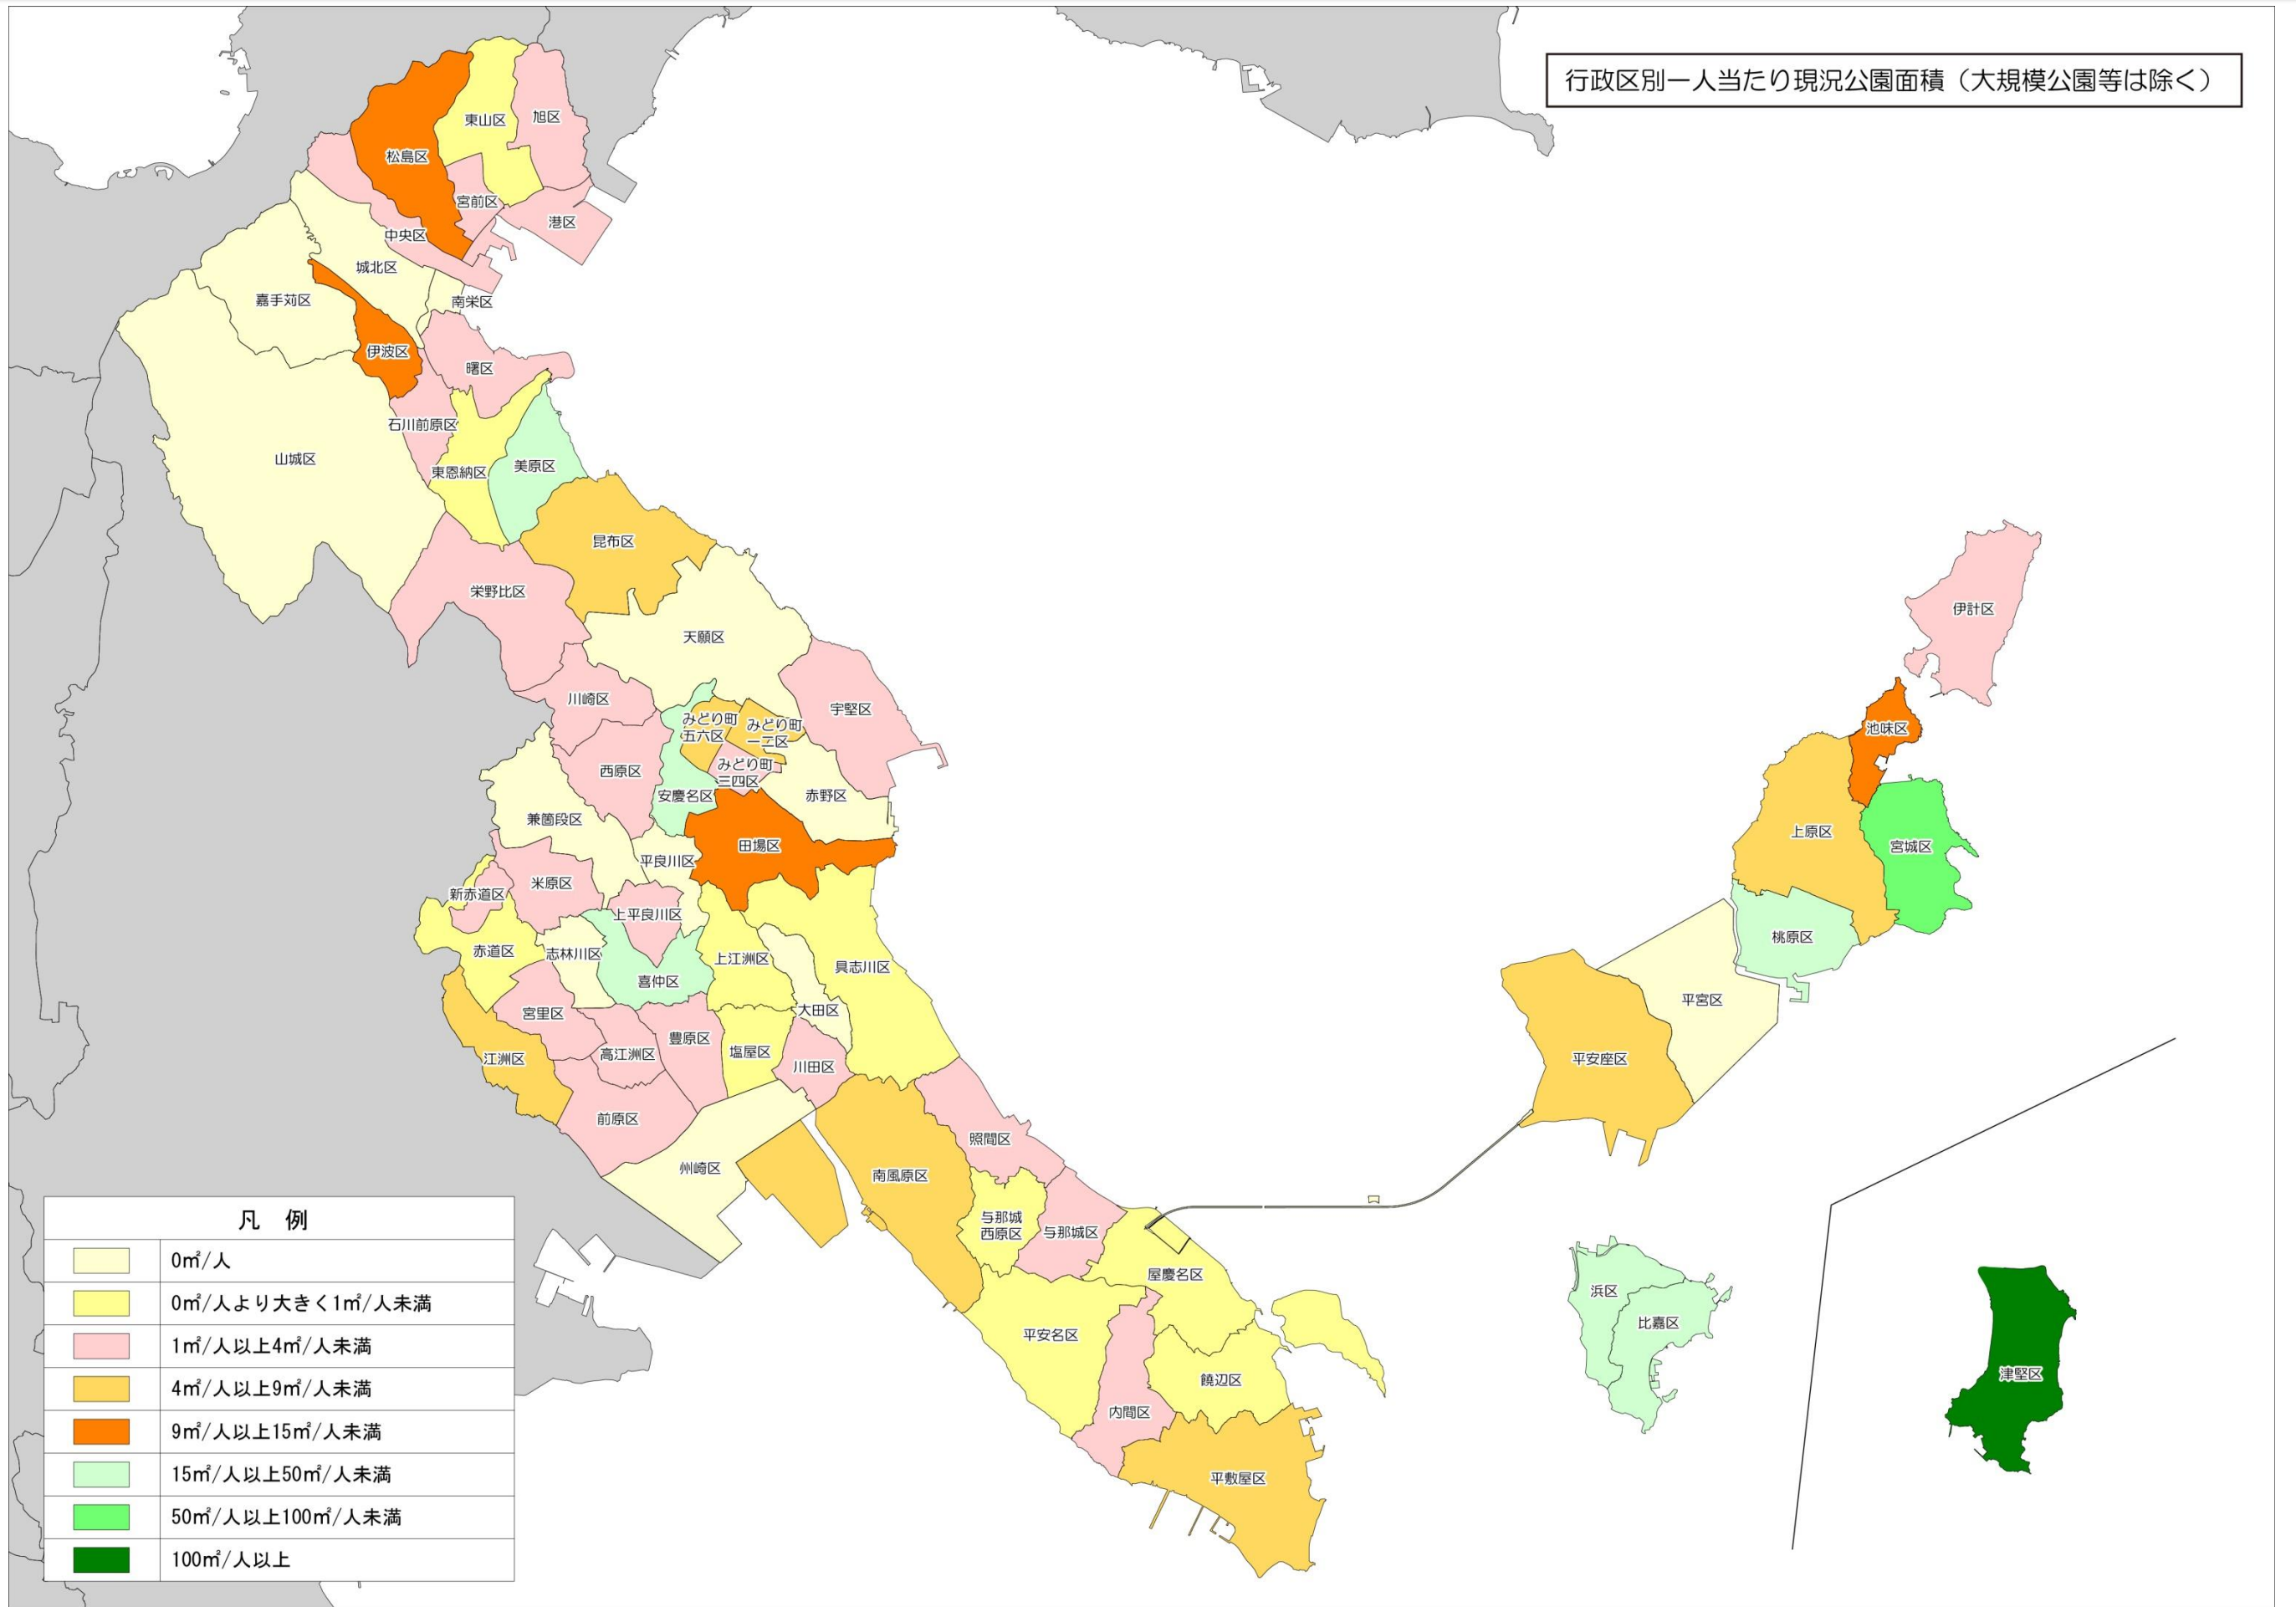 行政区別一人当たり現況公園面積（大規模公園等は除く）
東山区
旭区
松島区
宮前区
港区
中央区
城北区
嘉手苅区
南栄区
伊波区
曙区
石川前原区
山城区
東恩納区
美原区
昆布区
栄野比区
天願区
川崎区
宇堅区
みどり町
五六区
みどり町
一二区
みどり町
三四区
西原区
安慶名区
赤野区
兼箇段区
田場区
平良川区
米原区
新赤道区
上平良川区
赤道区
志林川区
喜仲区
上江洲区
具志川区
大田区
宮里区
高江洲区
豊原区
塩屋区
川田区
江洲区
前原区
州崎区
照間区
南風原区
与那城
西原区
与那城区
屋慶名区
平安名区
饒辺区
内間区
平敷屋区
伊計区
池味区
上原区
宮城区
桃原区
平宮区
平安座区
浜区
比嘉区
津堅区
凡 例
0㎡/人
0㎡/人より大きく1㎡/人未満
1㎡/人以上4㎡/人未満
4㎡/人以上9㎡/人未満
9㎡/人以上15㎡/人未満
15㎡/人以上50㎡/人未満
50㎡/人以上100㎡/人未満
100㎡/人以上